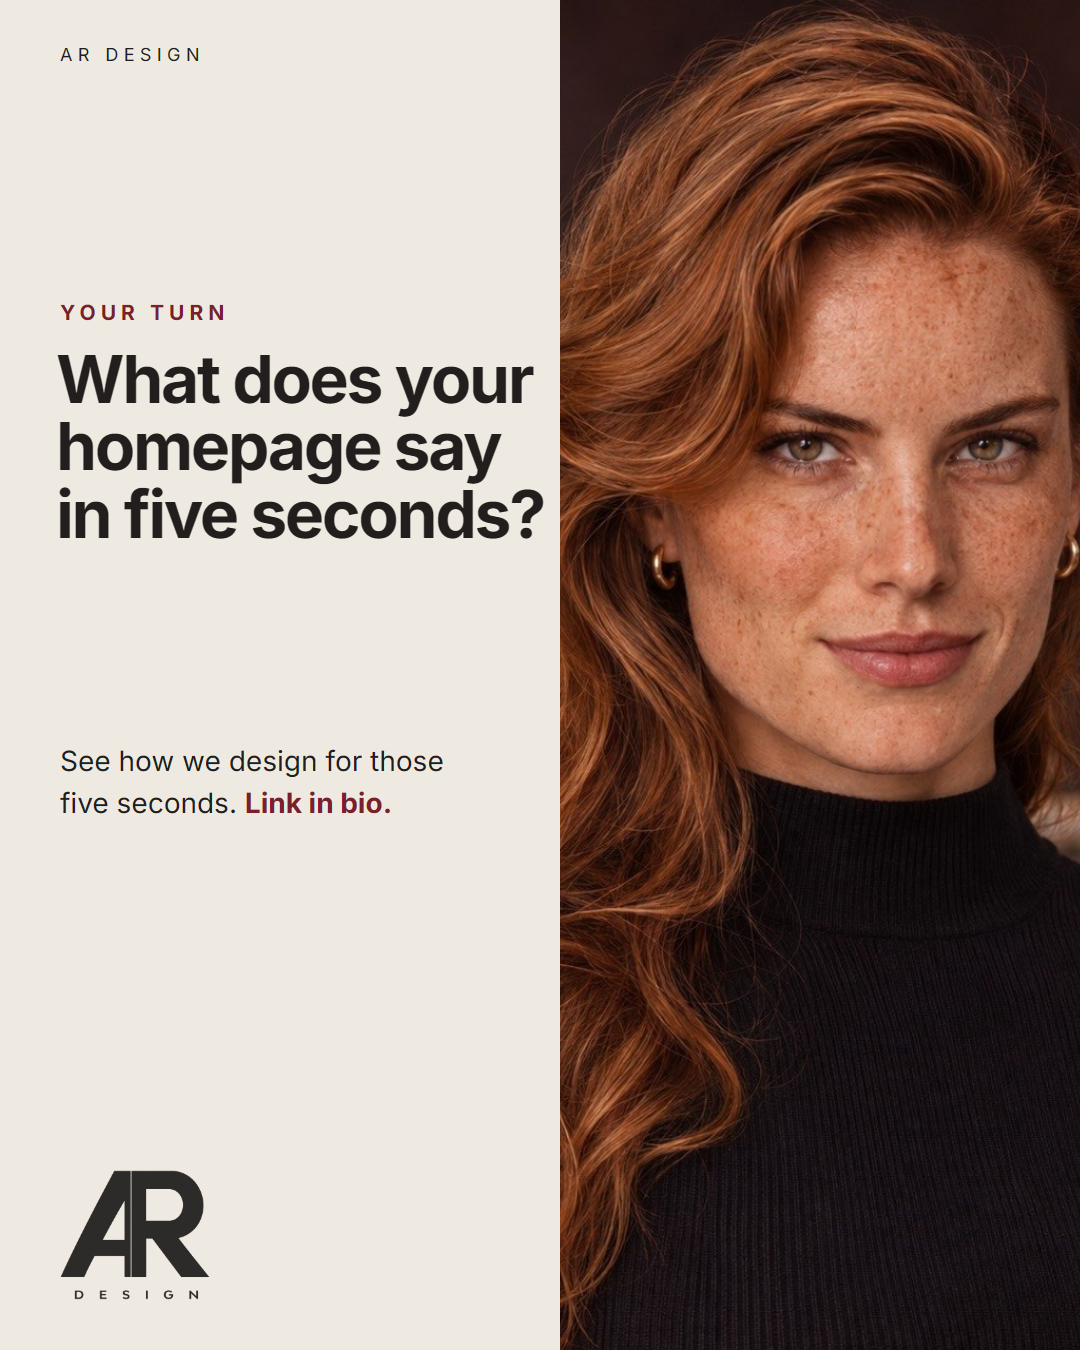 AR DESIGN
YOUR TURN
What does your
homepage say
in five seconds?
See how we design for those
five seconds. Link in bio.
AR
DESIGN